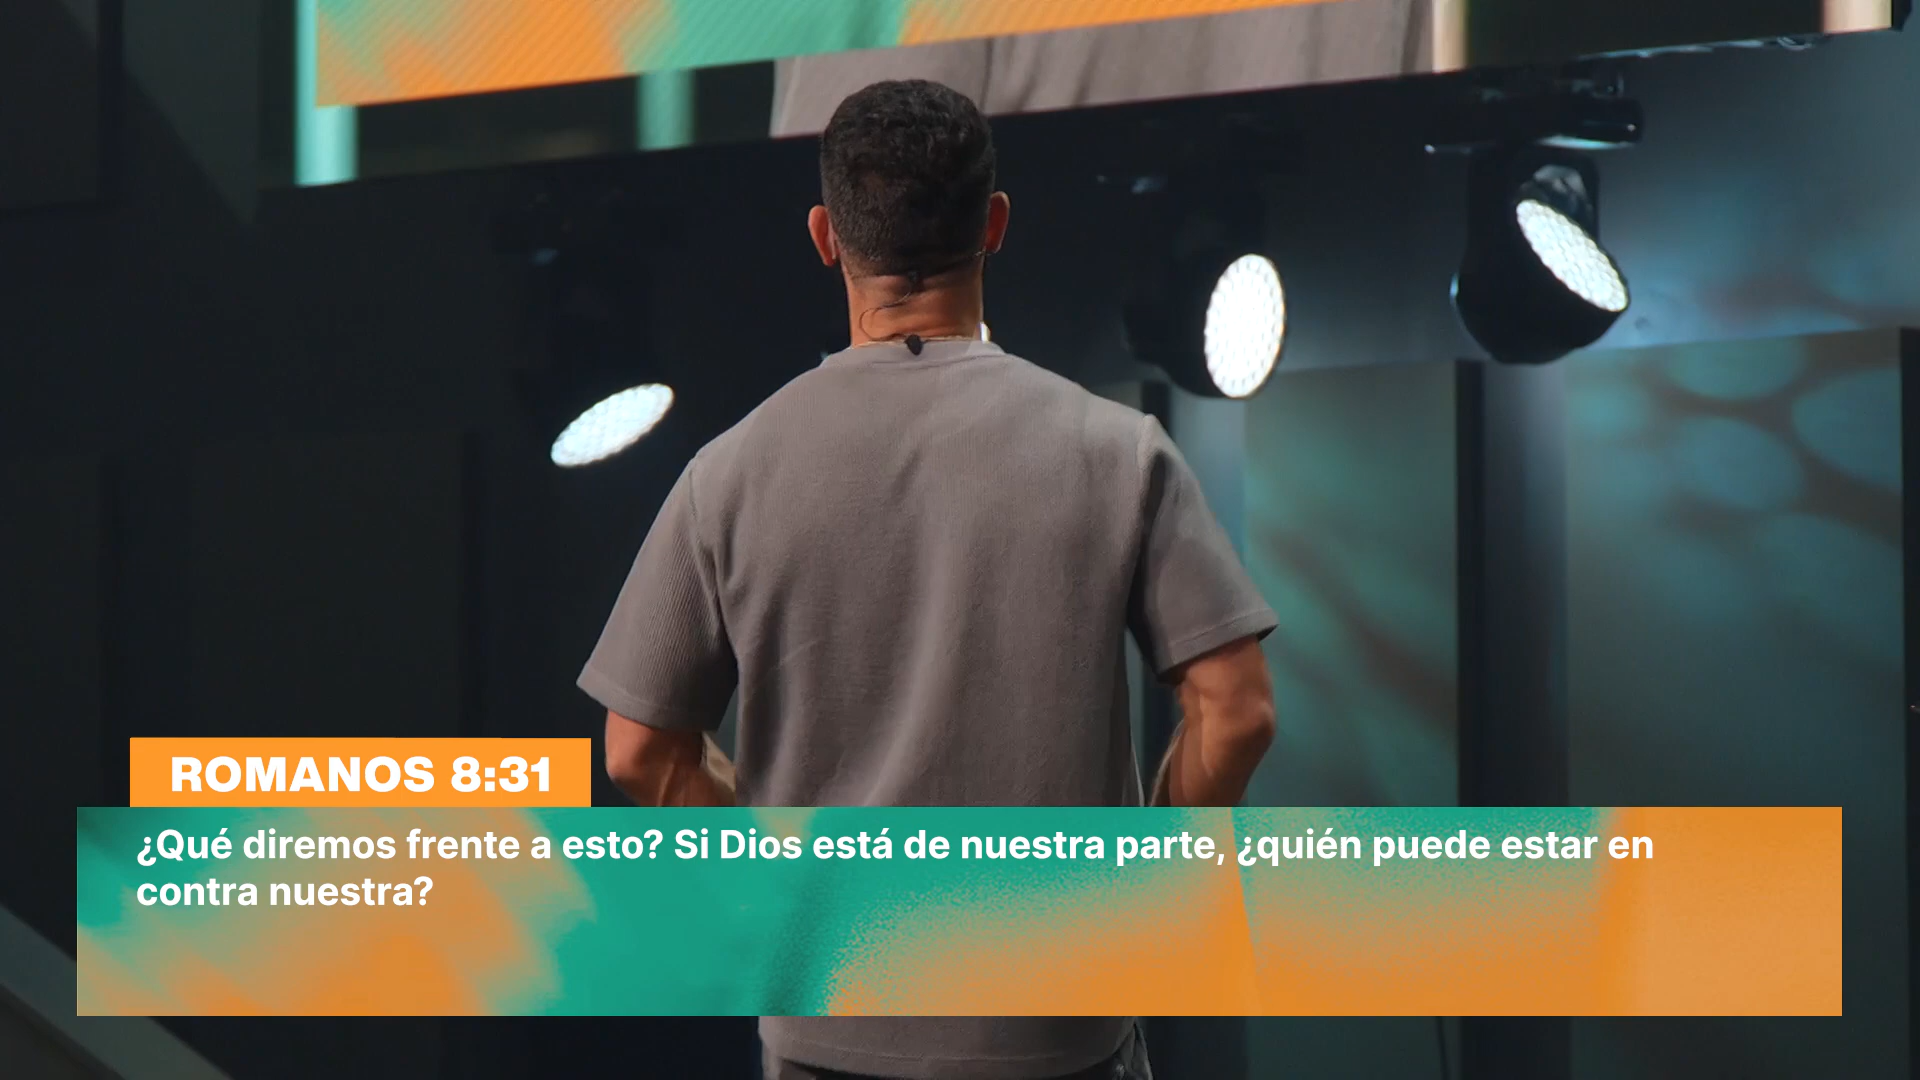 ROMANOS 8:31
¿Qué diremos frente a esto? Si Dios está de nuestra parte, ¿quién puede estar en
contra nuestra?